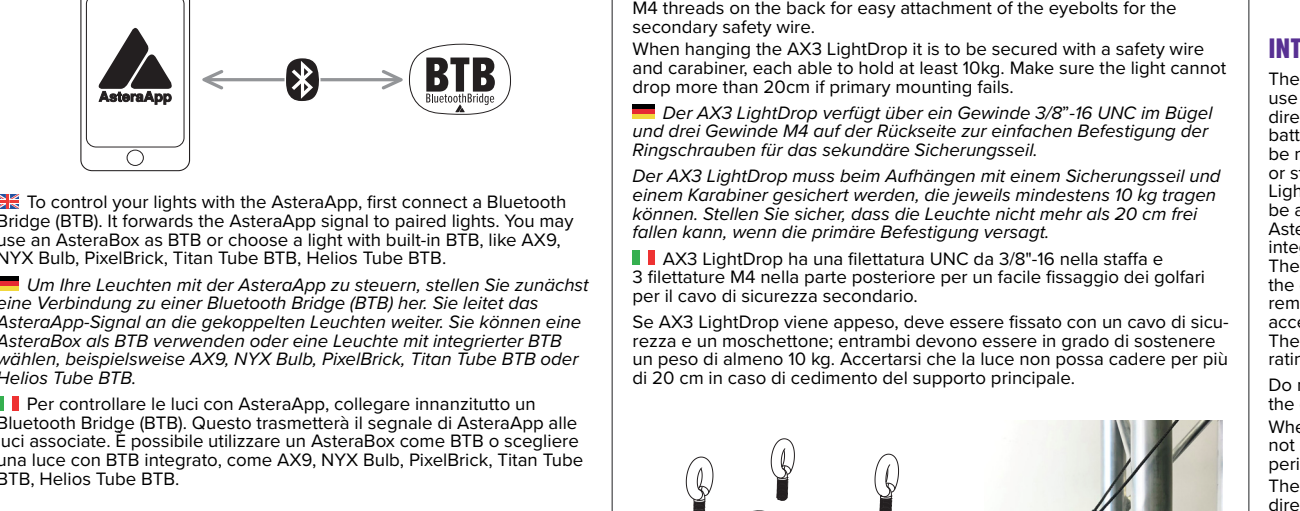 AsteraApp
BTB
BluetoothBridge
To control your lights with the AsteraApp, first connect a Bluetooth
Bridge (BTB). It forwards the AsteraApp signal to paired lights. You may
use an AsteraBox as BTB or choose a light with built-in BTB, like AX9,
NYX Bulb, PixelBrick, Titan Tube BTB, Helios Tube BTB.
Um Ihre Leuchten mit der AsteraApp zu steuern, stellen Sie zunächst
eine Verbindung zu einer Bluetooth Bridge (BTB) her. Sie leitet das
AsteraApp-Signal an die gekoppelten Leuchten weiter. Sie können eine
AsteraBox als BTB verwenden oder eine Leuchte mit integrierter BTB
wählen, beispielsweise AX9, NYX Bulb, PixelBrick, Titan Tube BTB oder
Helios Tube BTB.
Per controllare le luci con AsteraApp, collegare innanzitutto un
Bluetooth Bridge (BTB). Questo trasmetterà il segnale di AsteraApp alle
luci associate. È possibile utilizzare un AsteraBox come BTB o scegliere
una luce con BTB integrato, come AX9, NYX Bulb, PixelBrick, Titan Tube
BTB, Helios Tube BTB.
M4 threads on the back for easy attachment of the eyebolts for the
secondary safety wire.
When hanging the AX3 LightDrop it is to be secured with a safety wire
and carabiner, each able to hold at least 10kg. Make sure the light cannot
drop more than 20cm if primary mounting fails.
Der AX3 LightDrop verfügt über ein Gewinde 3/8”-16 UNC im Bügel
und drei Gewinde M4 auf der Rückseite zur einfachen Befestigung der
Ringschrauben für das sekundäre Sicherungsseil.
Der AX3 LightDrop muss beim Aufhängen mit einem Sicherungsseil und
einem Karabiner gesichert werden, die jeweils mindestens 10 kg tragen
können. Stellen Sie sicher, dass die Leuchte nicht mehr als 20 cm frei
fallen kann, wenn die primäre Befestigung versagt.
AX3 LightDrop ha una filettatura UNC da 3/8"-16 nella staffa e
3 filettature M4 nella parte posteriore per un facile fissaggio dei golfari
per il cavo di sicurezza secondario.
Se AX3 LightDrop viene appeso, deve essere fissato con un cavo di sicu-
rezza e un moschettone; entrambi devono essere in grado di sostenere
un peso di almeno 10 kg. Accertarsi che la luce non possa cadere per più
di 20 cm in caso di cedimento del supporto principale.
The
use
be
or
be a
The
the
The
Do
the
not
The